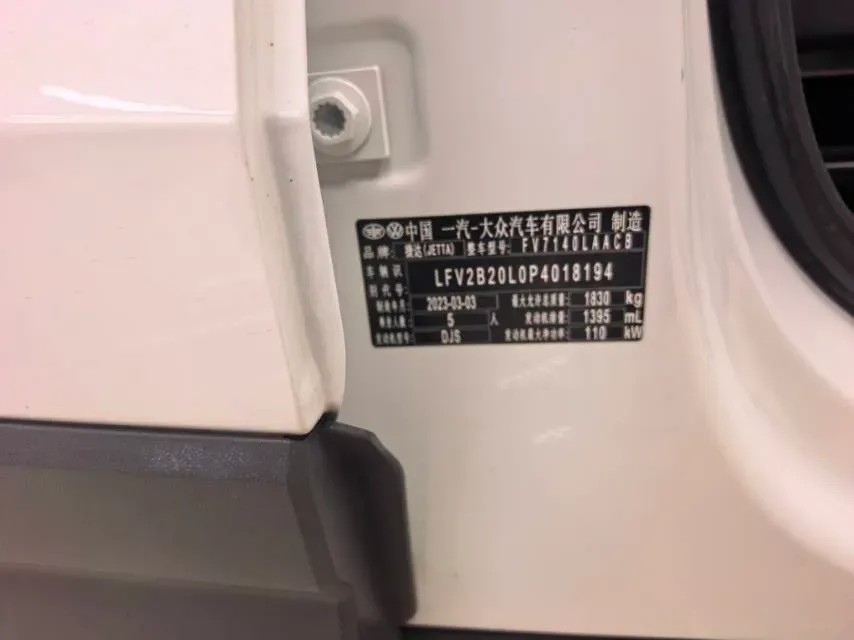 中国 一汽-大众汽车有限公司 制造
品牌: 捷达(JETTA) 整车型号: FV7140LAACB
车辆识别代号: LFV2B20L0P4018194
制造年月: 2023-03-03 最大允许总质量: 1830 kg
乘坐人数: 5 人 发动机排量: 1395 mL
发动机型号: DJS 发动机最大净功率: 110 kW